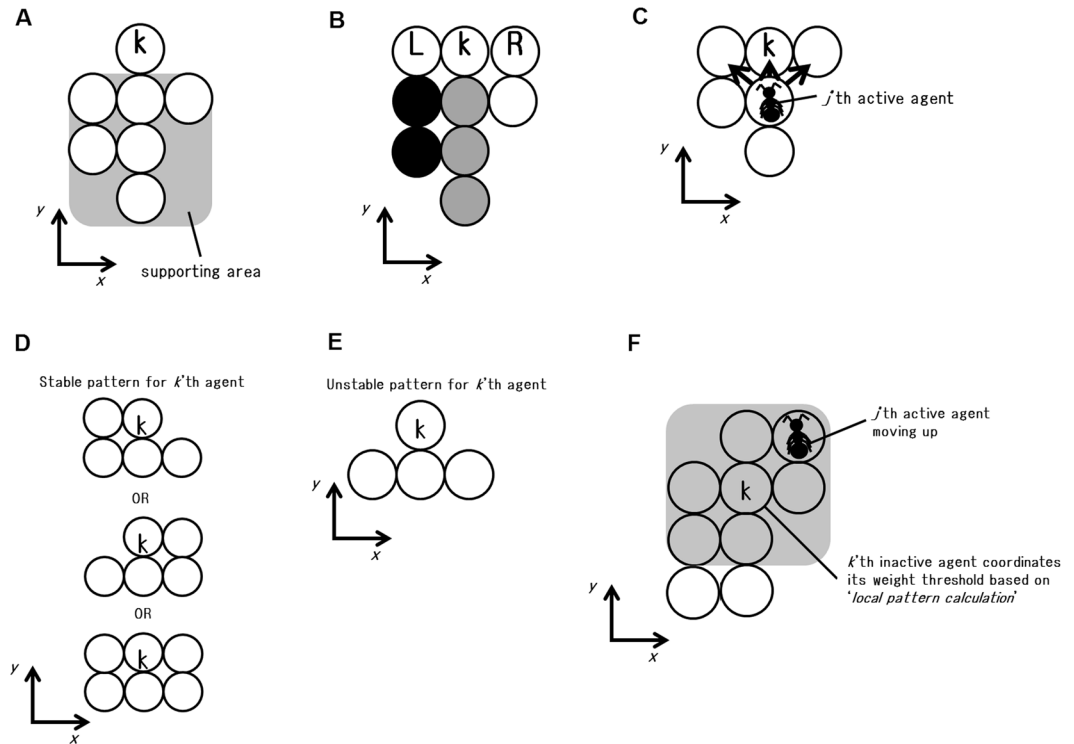 A
k
supporting area
y
x
B
L k R
y
x
C
k
j'th active agent
y
x
D
Stable pattern for k'th agent
k
OR
k
OR
k
y
x
E
Unstable pattern for k'th agent
k
y
x
F
j'th active agent
moving up
k
k'th inactive agent coordinates
its weight threshold based on
'local pattern calculation'
y
x